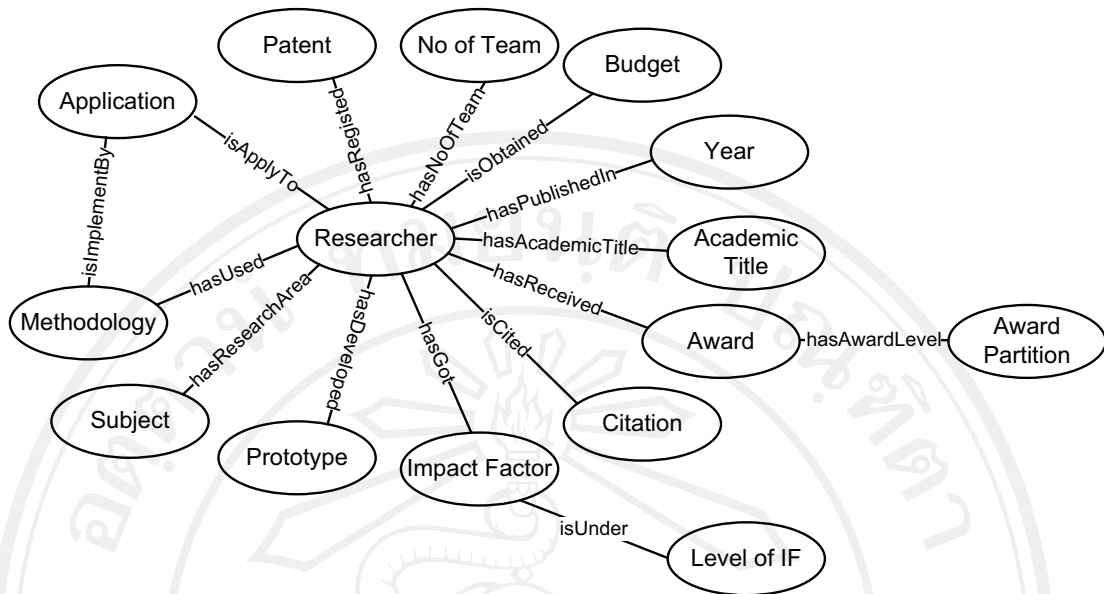 Patent
No of Team
Budget
Application
Year
isApplyTo
hasRegisted
hasNoOfTeam
isObtained
isImplementBy
hasPublishedIn
Researcher
hasAcademicTitle
Academic
Title
hasUsed
hasReceived
Methodology
hasResearchArea
hasDeveloped
hasGot
isCited
Award
hasAwardLevel
Award
Partition
Subject
Prototype
Impact Factor
Citation
isUnder
Level of IF